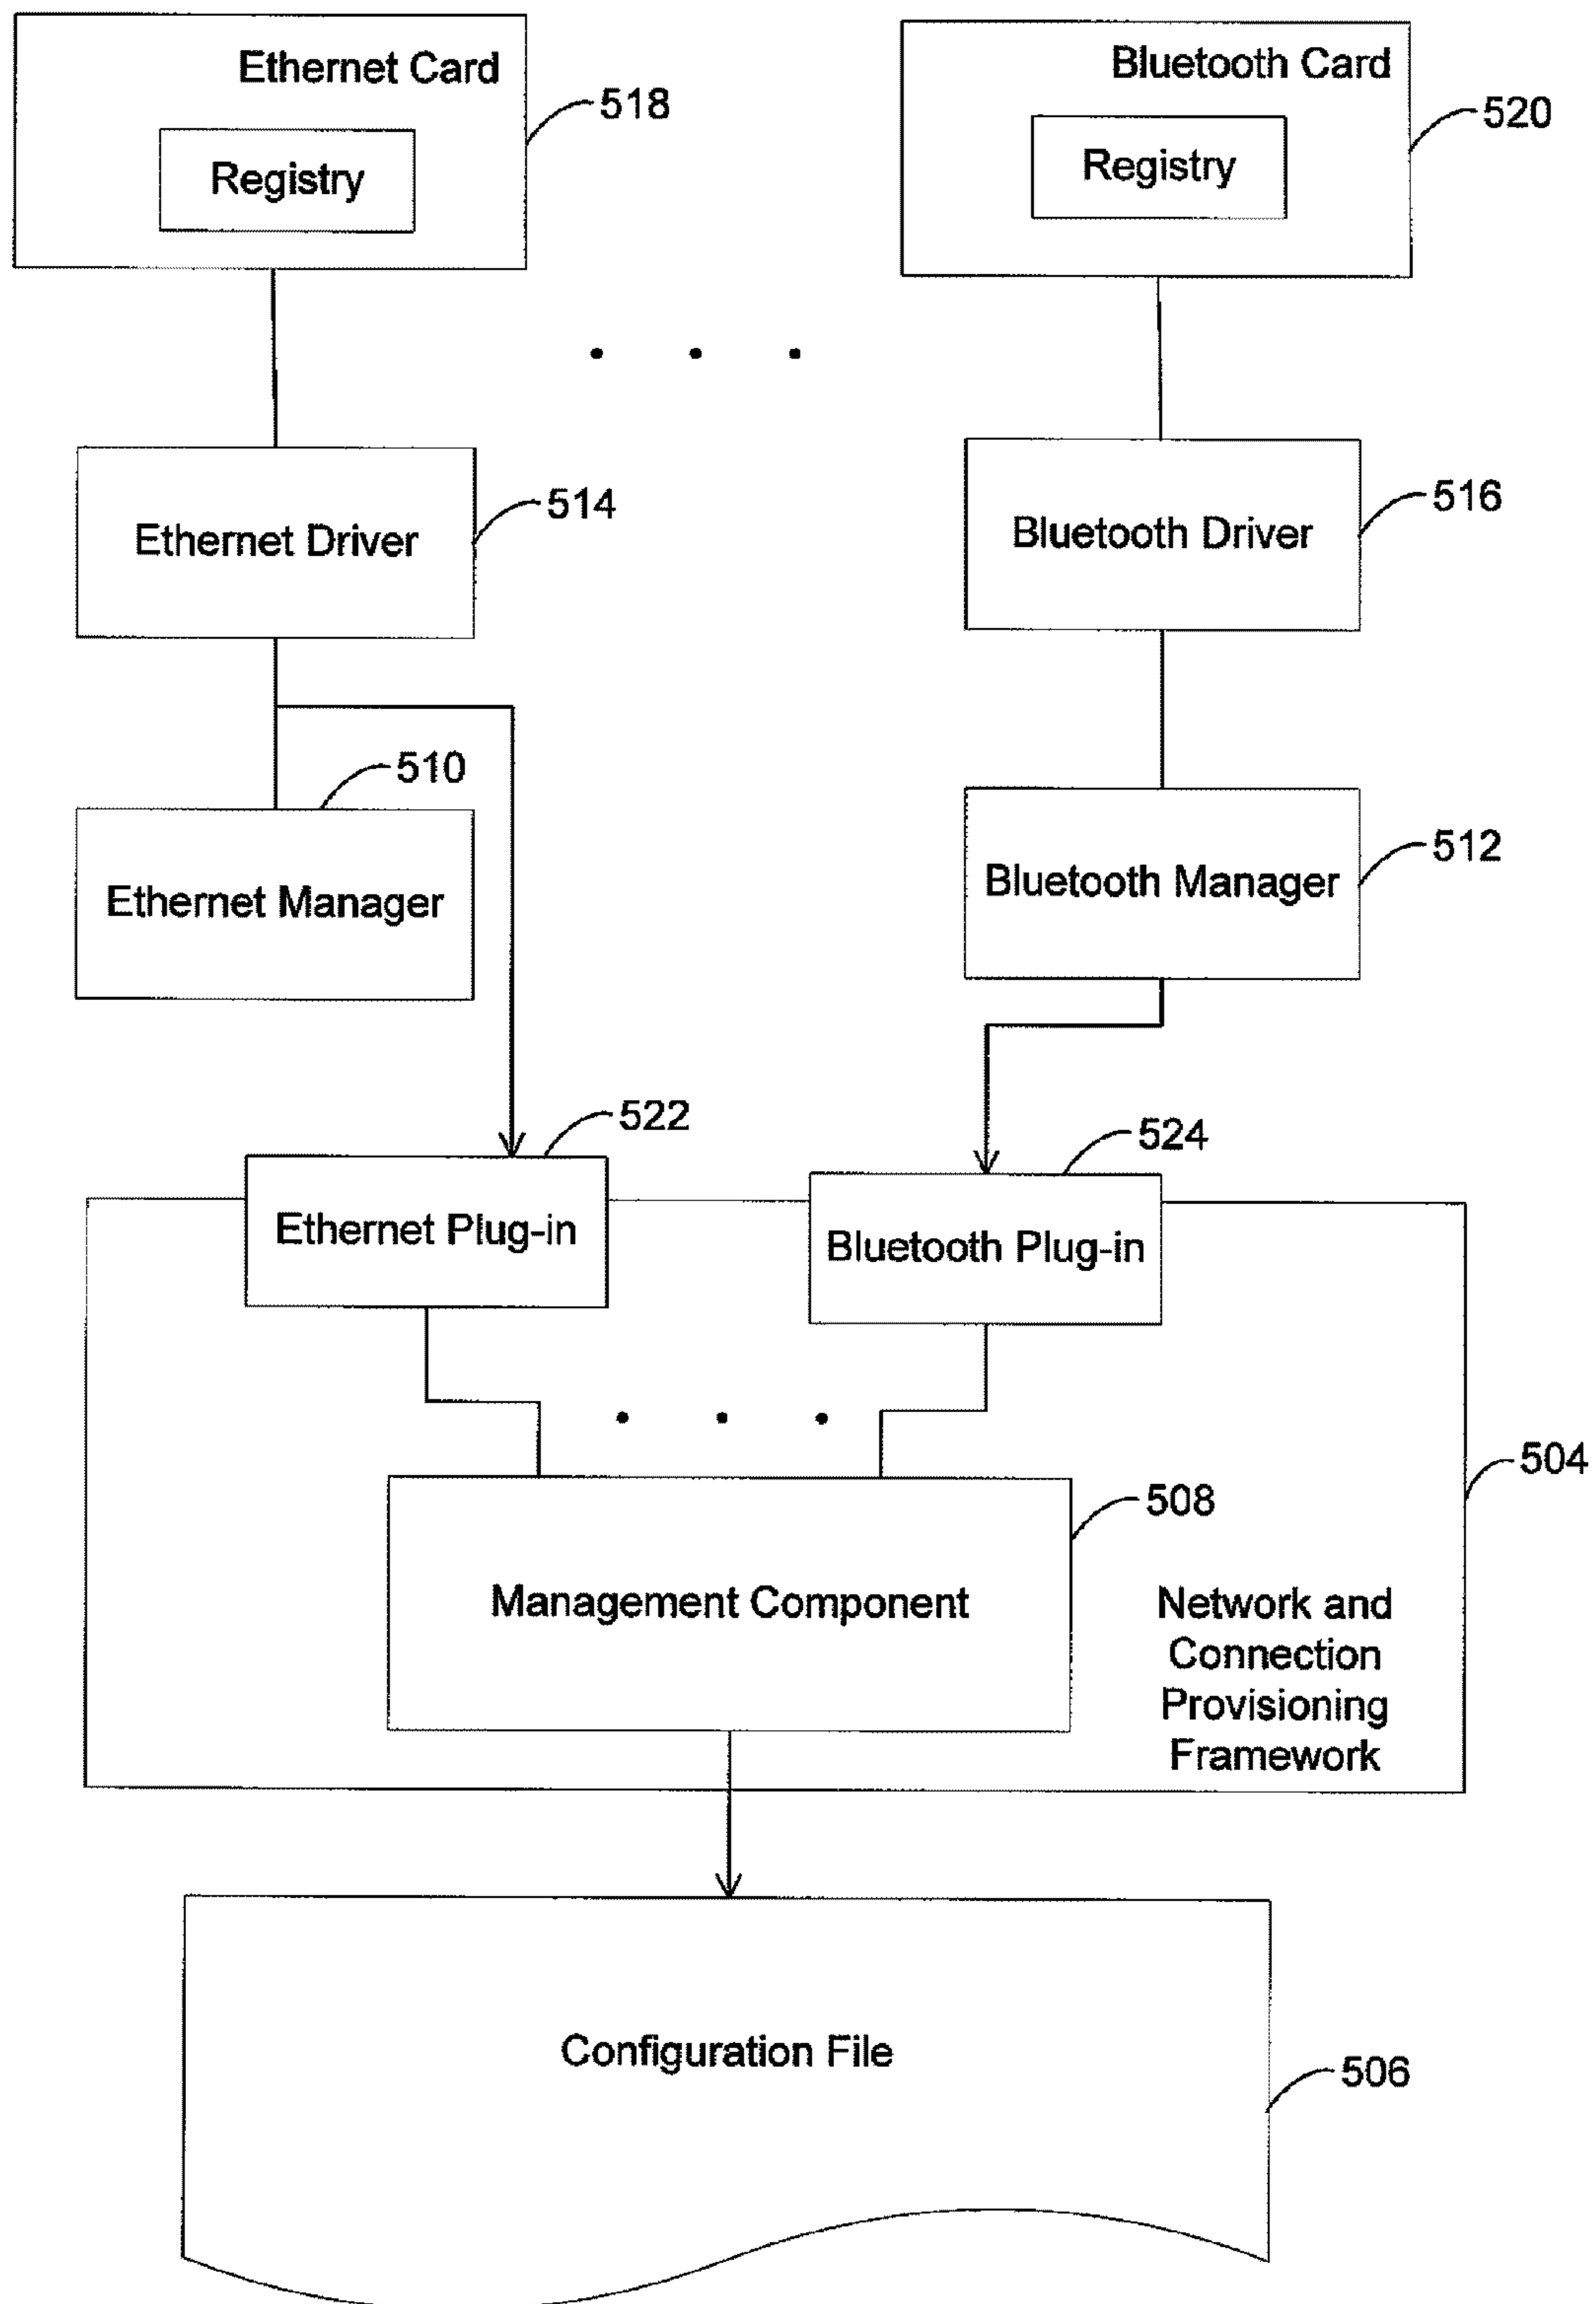 Ethernet Card
518
Registry
Bluetooth Card
520
Registry
Ethernet Driver
514
Bluetooth Driver
516
510
Ethernet Manager
Bluetooth Manager
512
522
Ethernet Plug-in
524
Bluetooth Plug-in
504
508
Management Component
Network and
Connection
Provisioning
Framework
Configuration File
506